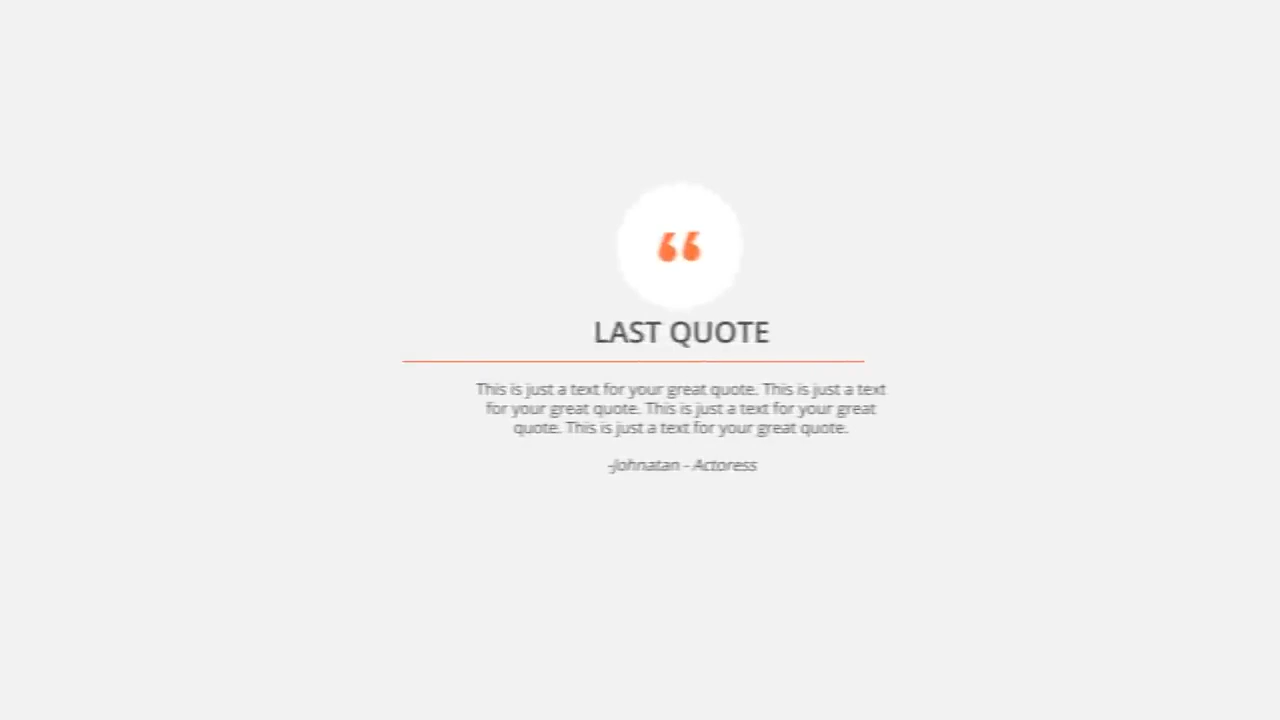 “
LAST QUOTE
This is just a text for your great quote. This is just a text
for your great quote. This is just a text for your great
quote. This is just a text for your great quote.
-Johnatan - Actoress